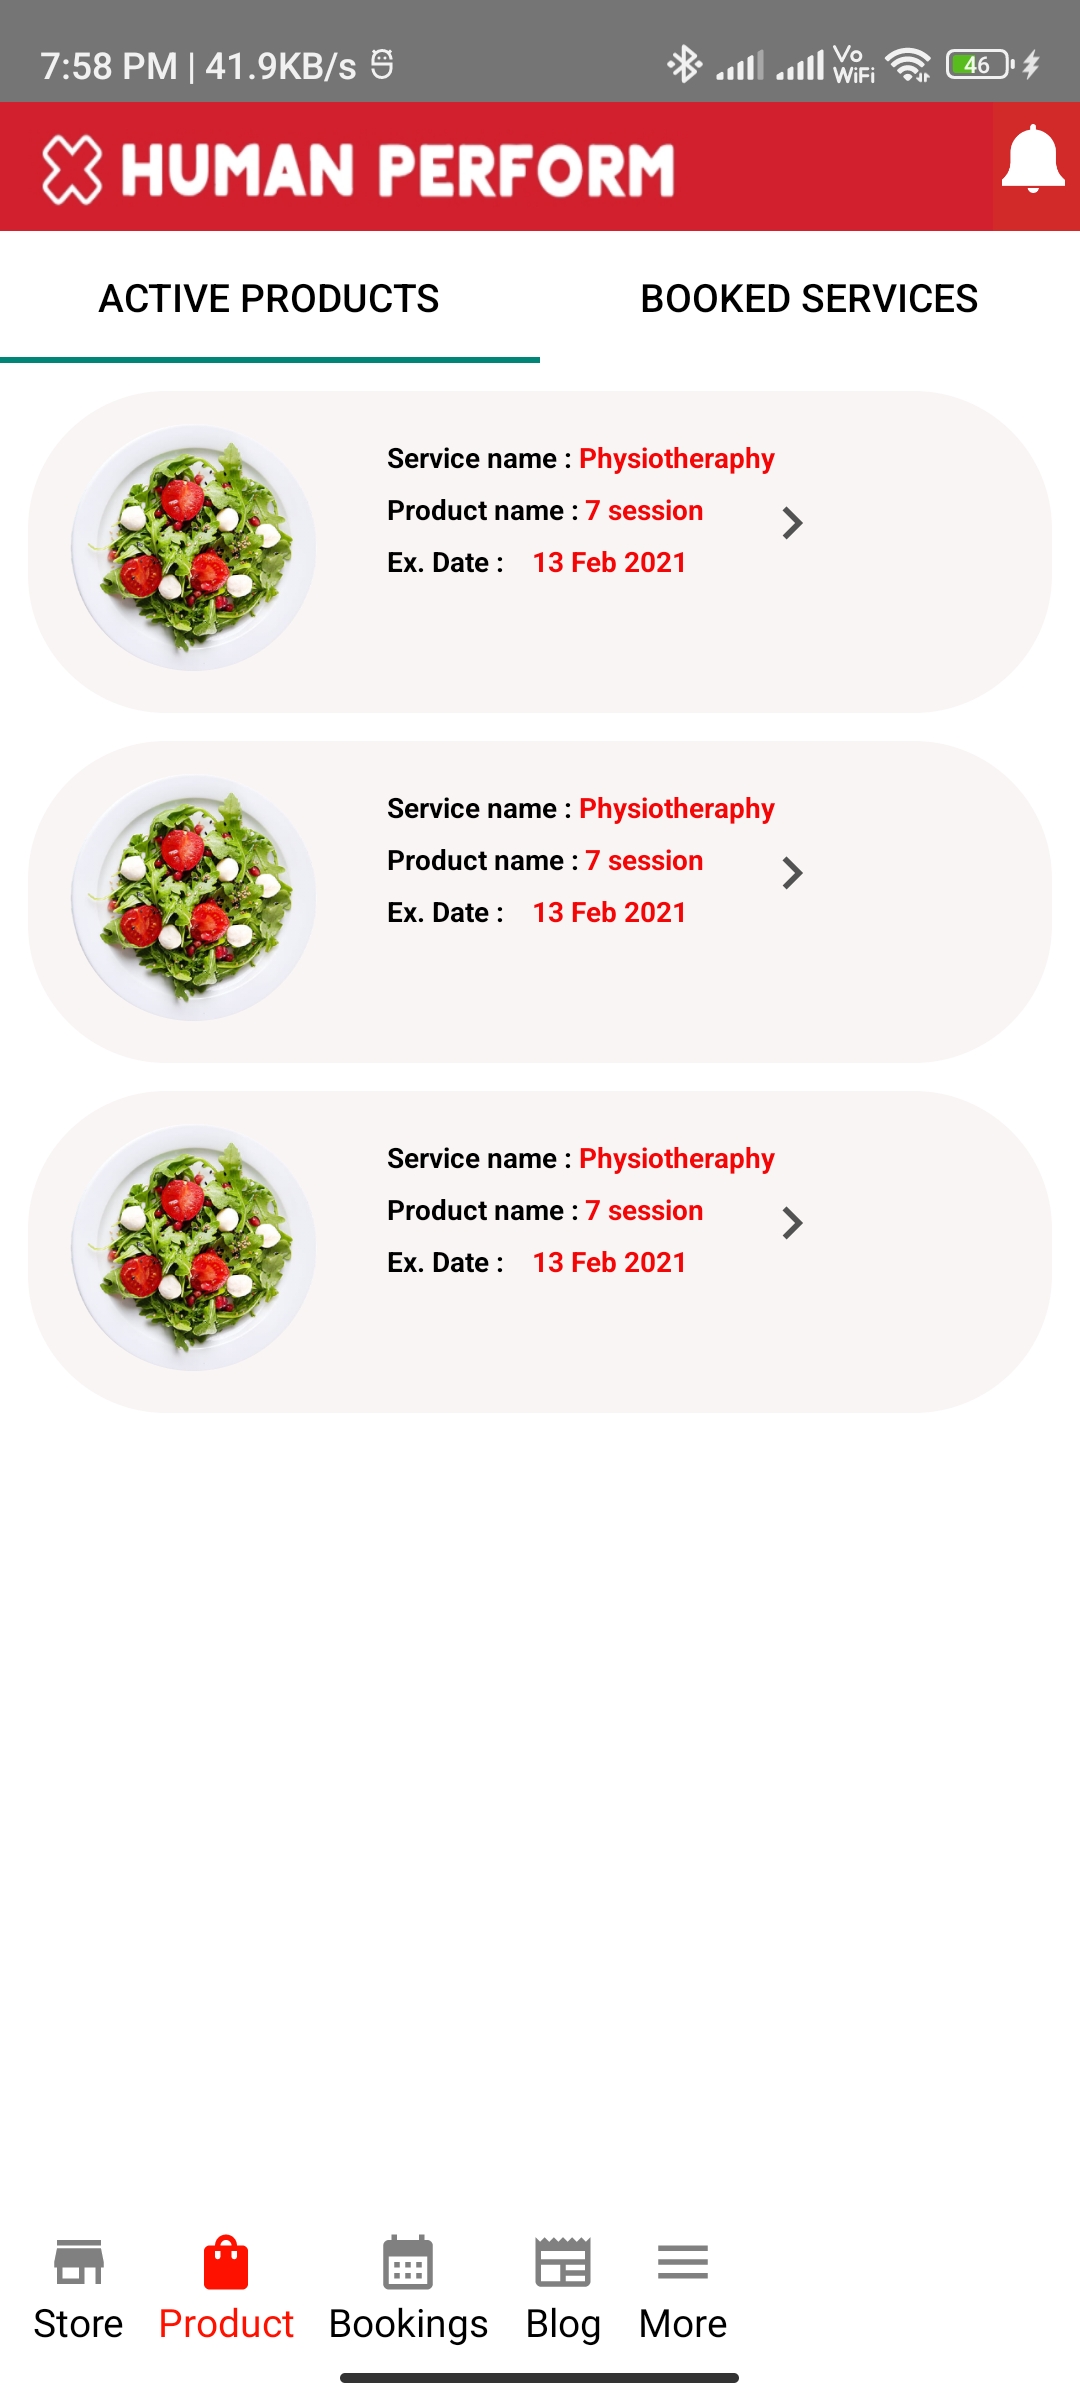 7:58 PM | 41.9KB/s
Vo WiFi
46
HUMAN PERFORM
ACTIVE PRODUCTS
BOOKED SERVICES
Service name : Physiotheraphy
Product name : 7 session
Ex. Date : 13 Feb 2021
Service name : Physiotheraphy
Product name : 7 session
Ex. Date : 13 Feb 2021
Service name : Physiotheraphy
Product name : 7 session
Ex. Date : 13 Feb 2021
Store
Product
Bookings
Blog
More